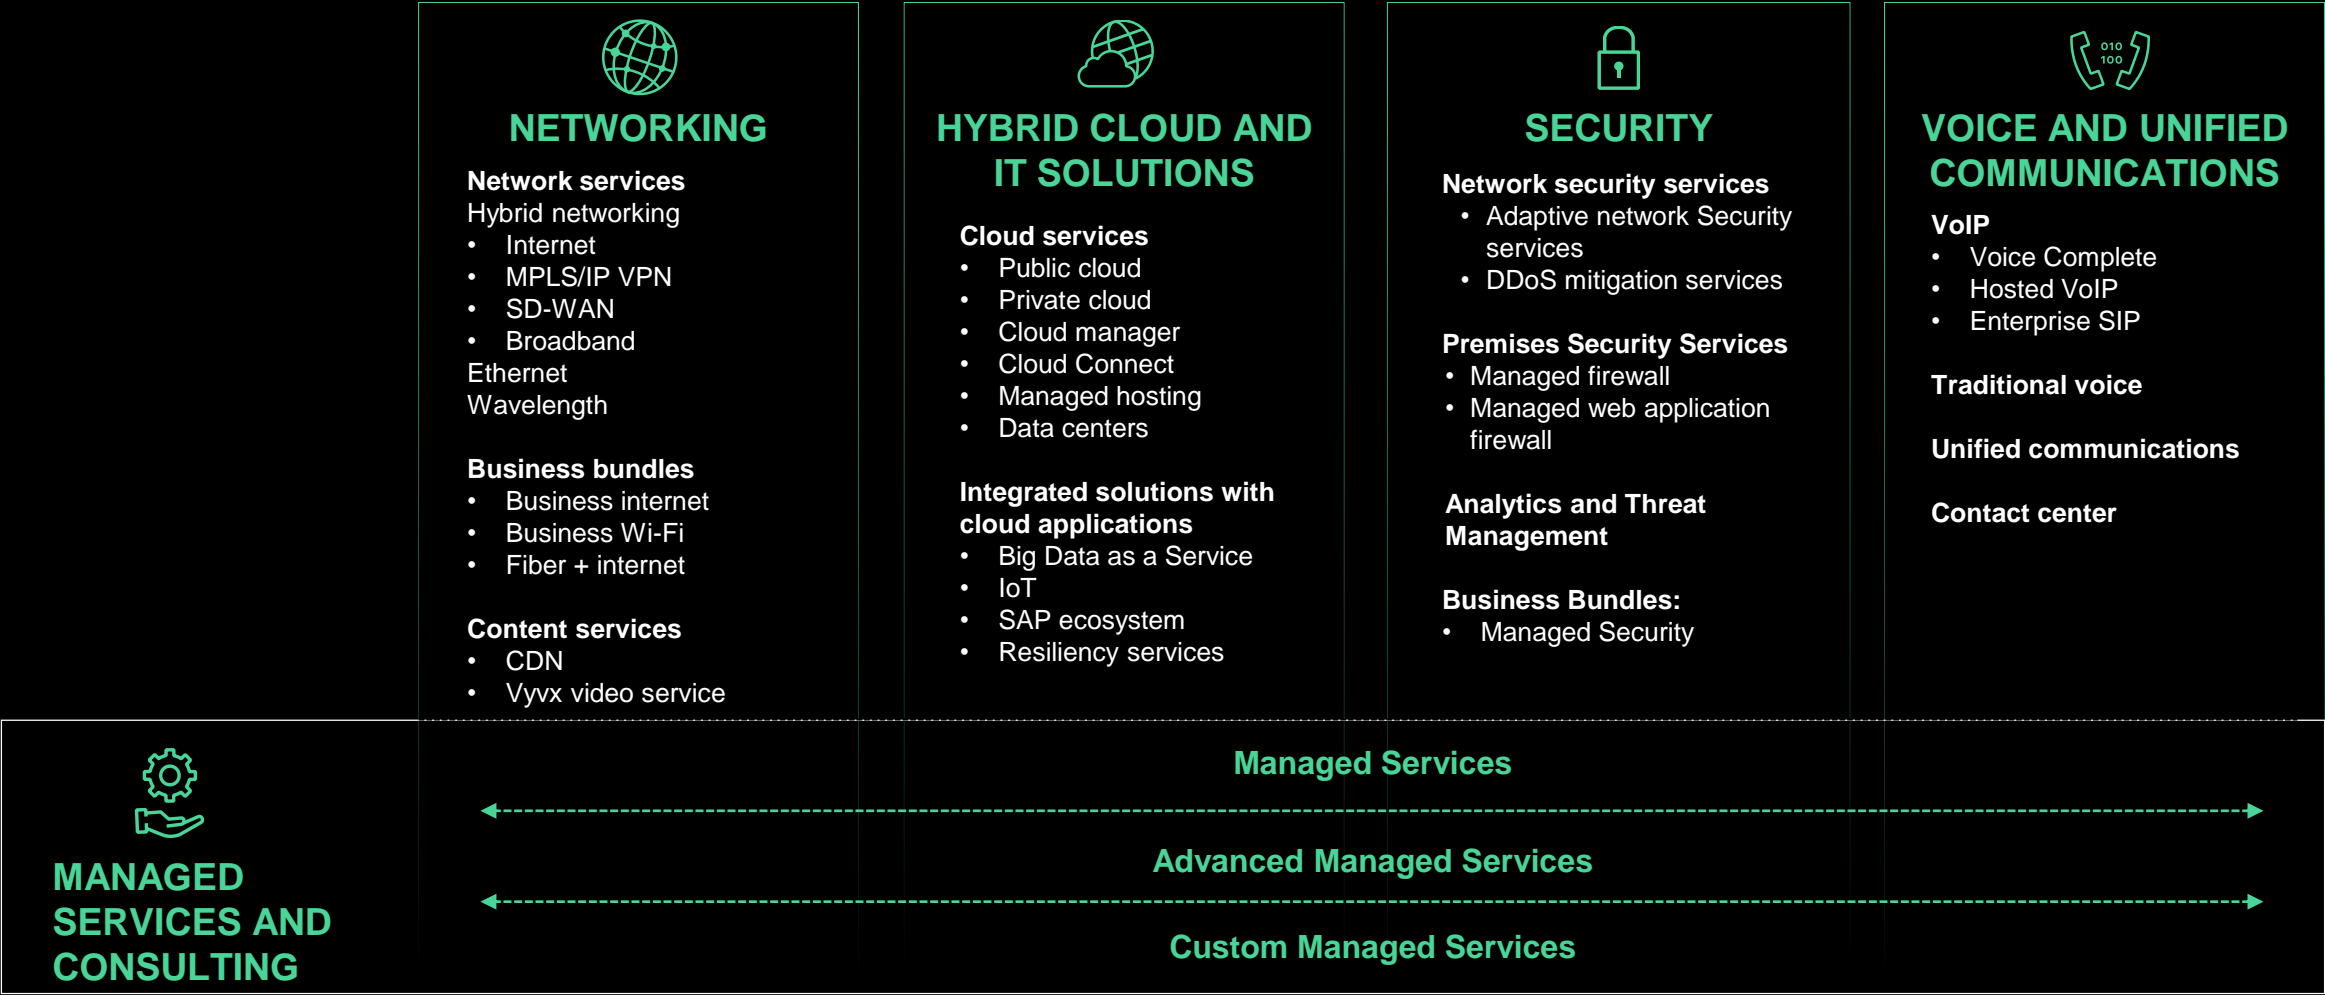 NETWORKING
Network services
Hybrid networking
• Internet
• MPLS/IP VPN
• SD-WAN
• Broadband
Ethernet
Wavelength
Business bundles
• Business internet
• Business Wi-Fi
• Fiber + internet
Content services
• CDN
• Vyvx video service
HYBRID CLOUD AND
IT SOLUTIONS
Cloud services
• Public cloud
• Private cloud
• Cloud manager
• Cloud Connect
• Managed hosting
• Data centers
Integrated solutions with
cloud applications
• Big Data as a Service
• IoT
• SAP ecosystem
• Resiliency services
SECURITY
Network security services
• Adaptive network Security
services
• DDoS mitigation services
Premises Security Services
• Managed firewall
• Managed web application
firewall
Analytics and Threat
Management
Business Bundles:
• Managed Security
010
100
VOICE AND UNIFIED
COMMUNICATIONS
VoIP
• Voice Complete
• Hosted VoIP
• Enterprise SIP
Traditional voice
Unified communications
Contact center
MANAGED
SERVICES AND
CONSULTING
Managed Services
Advanced Managed Services
Custom Managed Services